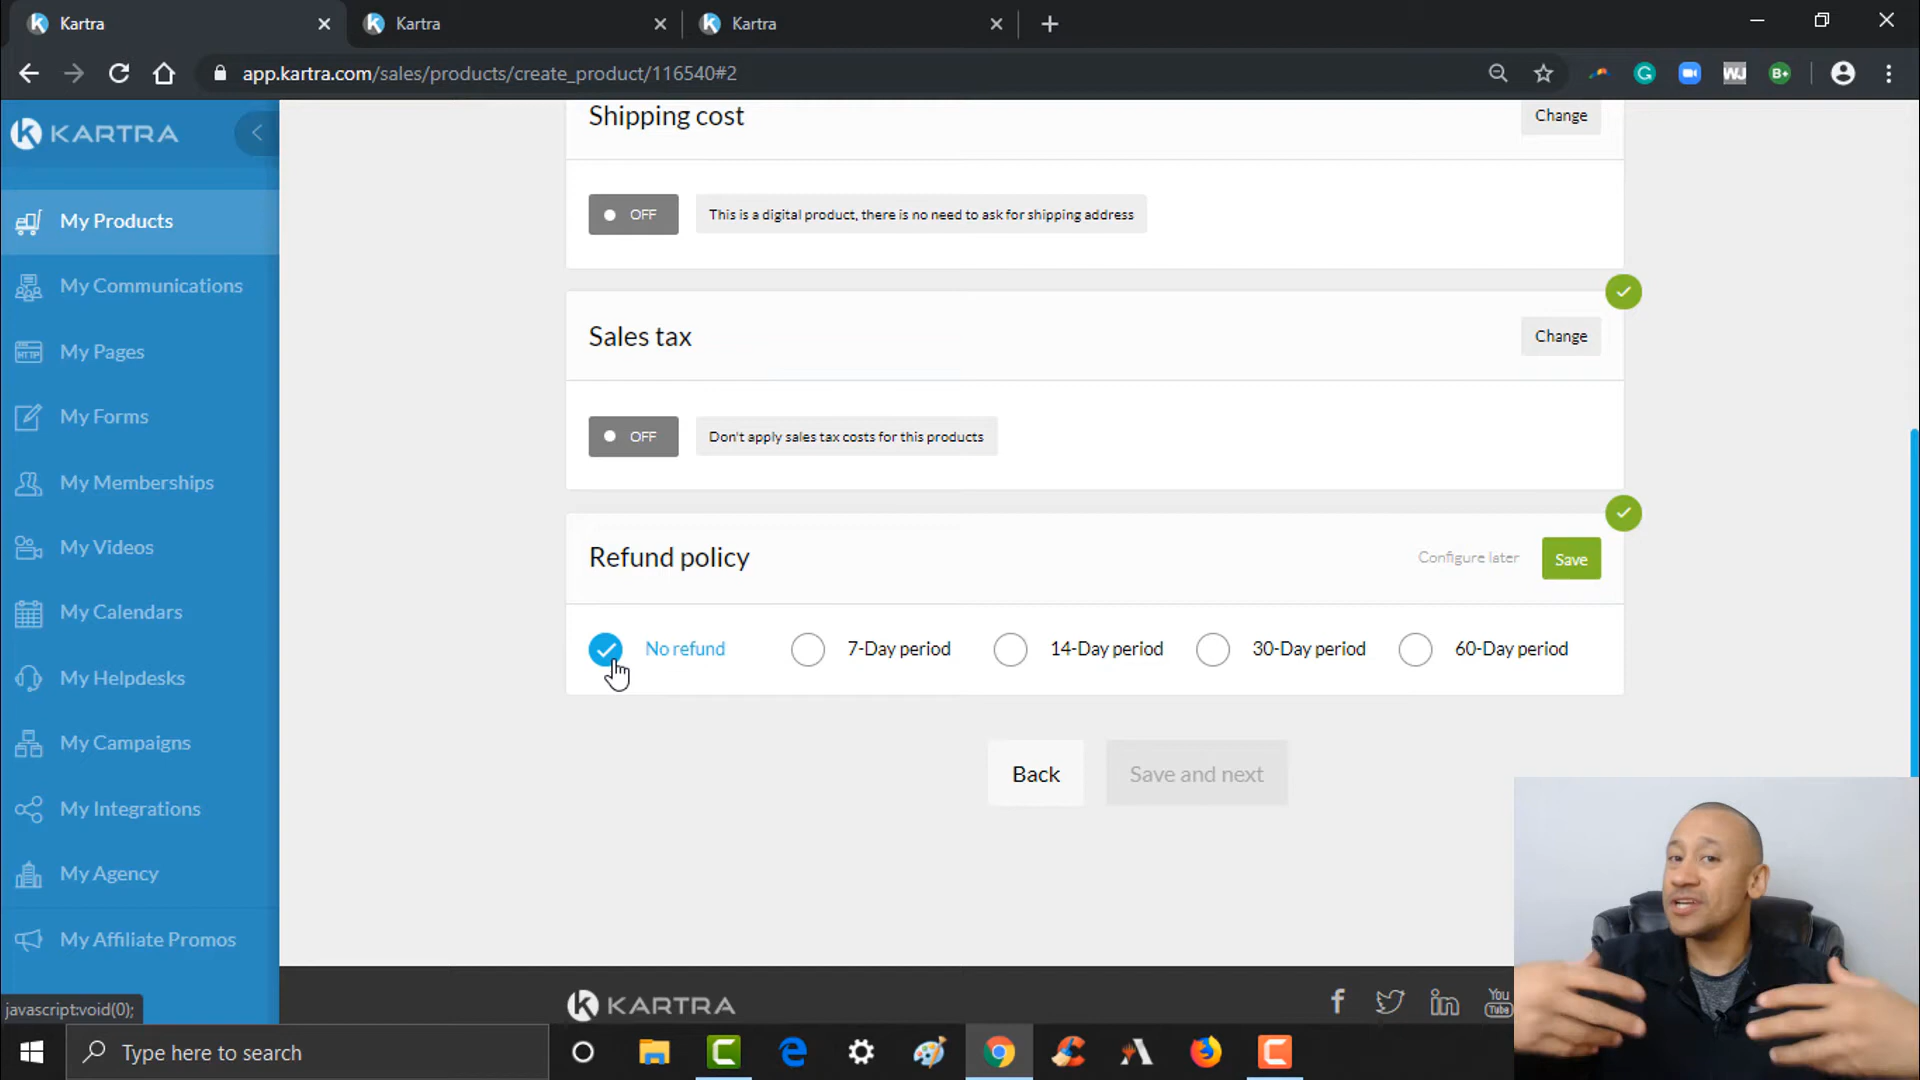 Kartra
Kartra
Kartra
app.kartra.com/sales/products/create_product/116540#2
KARTRA
My Products
My Communications
My Pages
My Forms
My Memberships
My Videos
My Calendars
My Helpdesks
My Campaigns
My Integrations
My Agency
My Affiliate Promos
Shipping cost
Change
OFF
This is a digital product, there is no need to ask for shipping address
Sales tax
Change
OFF
Don't apply sales tax costs for this products
Refund policy
Configure later
Save
No refund
7-Day period
14-Day period
30-Day period
60-Day period
Back
Save and next
KARTRA
You
Tube
javascript:void(0);
Type here to search